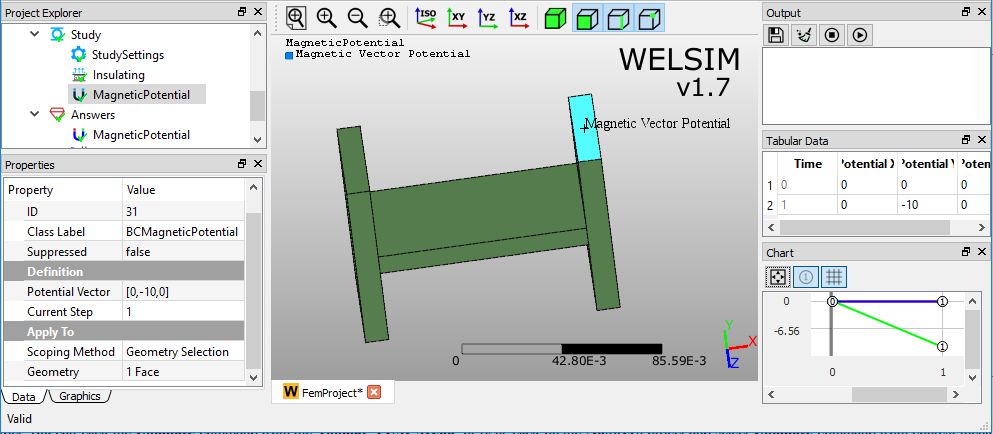 Project Explorer
Study
StudySettings
Insulating
MagneticPotential
Answers
MagneticPotential
Properties
Property Value
ID 31
Class Label BCMagneticPotential
Suppressed false
Definition
Potential Vector [0,-10,0]
Current Step 1
Apply To
Scoping Method Geometry Selection
Geometry 1 Face
Data Graphics
Valid
ISO XY YZ XZ
MagneticPotential
Magnetic Vector Potential
WELSIM
v1.7
Magnetic Vector Potential
Y
X
Z
0 42.80E-3 85.59E-3
W FemProject*
Output
Tabular Data
Time Potential X Potential Y Poten
1 0 0 0 0
2 1 0 -10 0
Chart
1
0 0 1
-6.56
1
0 1